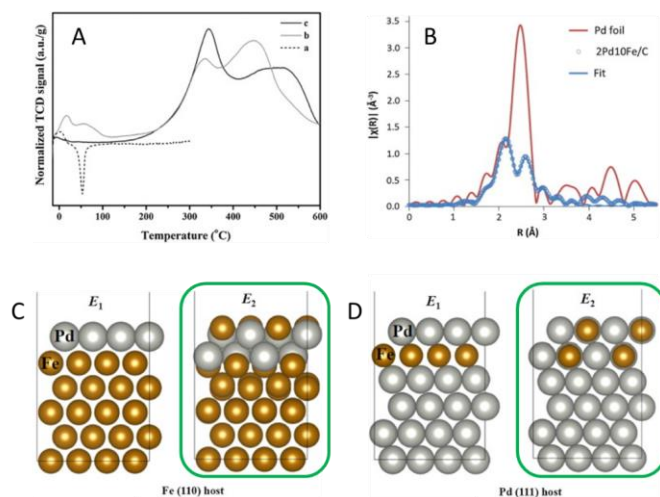 A
c
b
a
Normalized TCD signal (a.u./g)
0 100 200 300 400 500 600
Temperature (°C)
B
Pd foil
2Pd10Fe/C
Fit
|χ(R)| (Å⁻³)
3.5
3.0
2.5
2.0
1.5
1.0
0.5
0.0
0 1 2 3 4 5
R (Å)
C
E₁
Pd
Fe
E₂
Fe (110) host
D
E₁
Pd
Fe
E₂
Pd (111) host